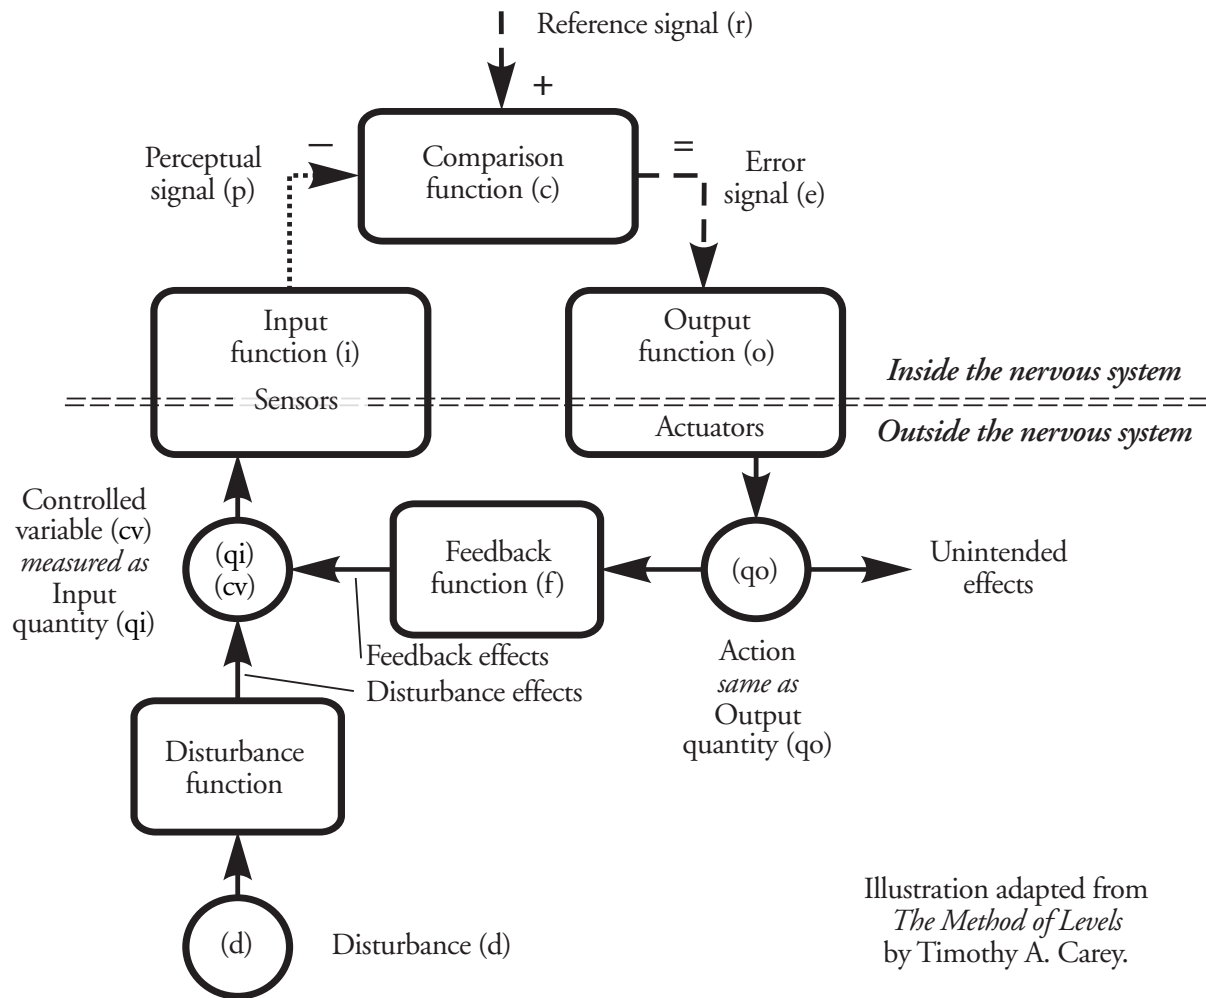 Reference signal (r)
+
−
Perceptual
signal (p)
Comparison
function (c)
=
Error
signal (e)
Input
function (i)
Sensors
Output
function (o)
Actuators
Inside the nervous system
Outside the nervous system
Controlled
variable (cv)
measured as
Input
quantity (qi)
(qi)
(cv)
Feedback
function (f)
(qo)
Unintended
effects
Feedback effects
Disturbance effects
Action
same as
Output
quantity (qo)
Disturbance
function
(d)
Disturbance (d)
Illustration adapted from
The Method of Levels
by Timothy A. Carey.